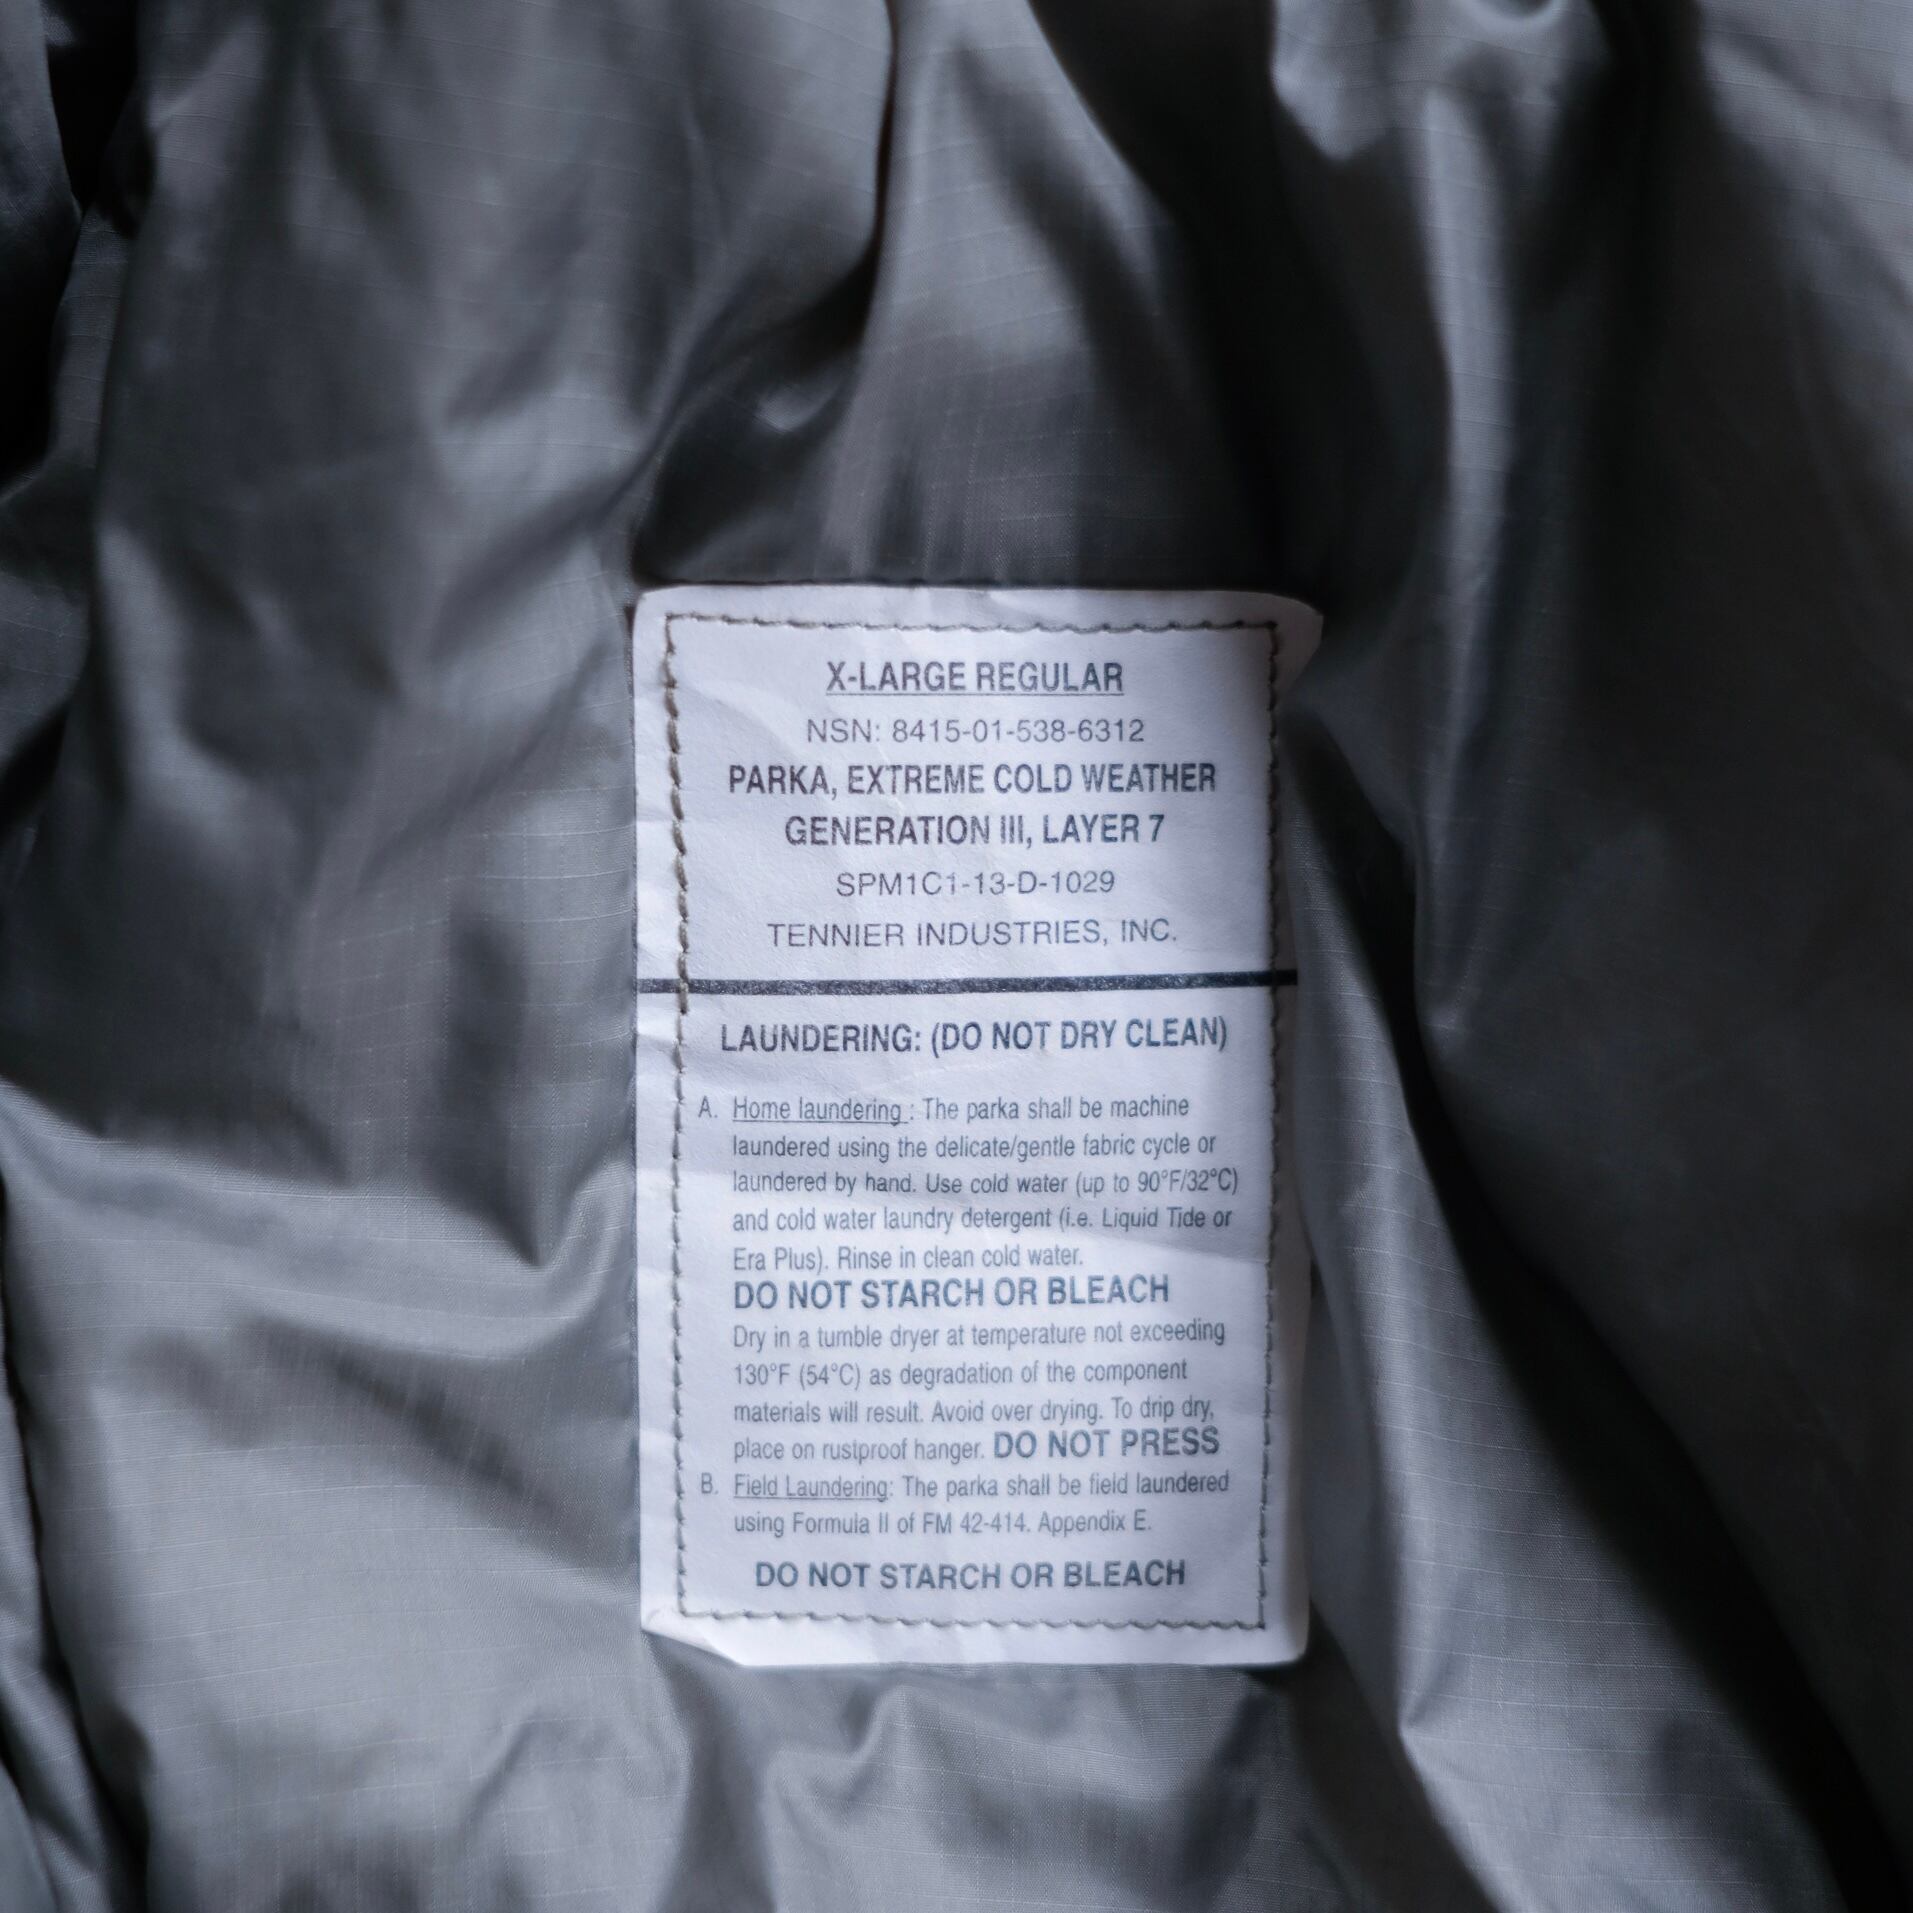 X-LARGE REGULAR
NSN: 8415-01-538-6312
PARKA, EXTREME COLD WEATHER
GENERATION III, LAYER 7
SPM1C1-13-D-1029
TENNIER INDUSTRIES, INC.
LAUNDERING: (DO NOT DRY CLEAN)
A. Home laundering : The parka shall be machine
laundered using the delicate/gentle fabric cycle or
laundered by hand. Use cold water (up to 90°F/32°C)
and cold water laundry detergent (i.e. Liquid Tide or
Era Plus). Rinse in clean cold water.
DO NOT STARCH OR BLEACH
Dry in a tumble dryer at temperature not exceeding
130°F (54°C) as degradation of the component
materials will result. Avoid over drying. To drip dry,
place on rustproof hanger. DO NOT PRESS
B. Field Laundering: The parka shall be field laundered
using Formula II of FM 42-414. Appendix E.
DO NOT STARCH OR BLEACH